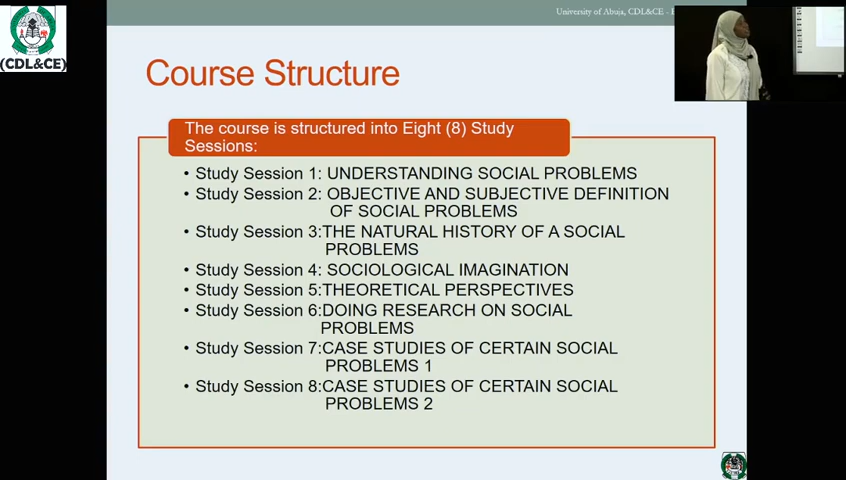 University of Abuja, CDL&CE -
(CDL&CE)
Course Structure
The course is structured into Eight (8) Study
Sessions:
• Study Session 1: UNDERSTANDING SOCIAL PROBLEMS
• Study Session 2: OBJECTIVE AND SUBJECTIVE DEFINITION
OF SOCIAL PROBLEMS
• Study Session 3:THE NATURAL HISTORY OF A SOCIAL
PROBLEMS
• Study Session 4: SOCIOLOGICAL IMAGINATION
• Study Session 5:THEORETICAL PERSPECTIVES
• Study Session 6:DOING RESEARCH ON SOCIAL
PROBLEMS
• Study Session 7:CASE STUDIES OF CERTAIN SOCIAL
PROBLEMS 1
• Study Session 8:CASE STUDIES OF CERTAIN SOCIAL
PROBLEMS 2